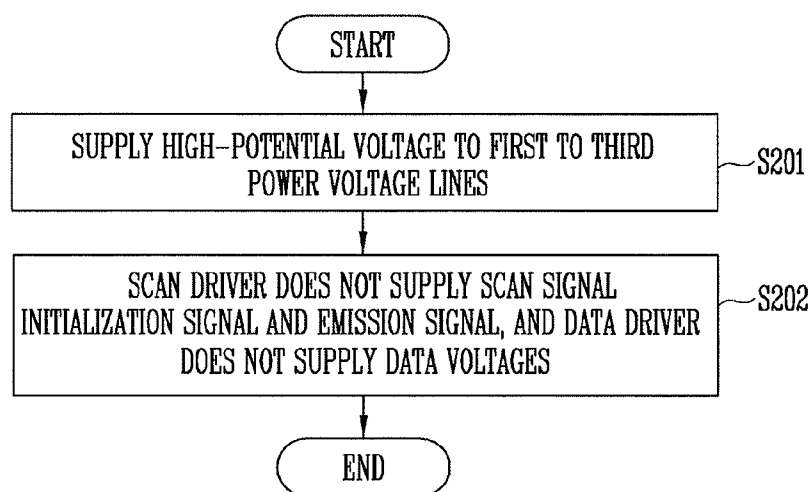 START
SUPPLY HIGH-POTENTIAL VOLTAGE TO FIRST TO THIRD
POWER VOLTAGE LINES
S201
SCAN DRIVER DOES NOT SUPPLY SCAN SIGNAL
INITIALIZATION SIGNAL AND EMISSION SIGNAL, AND DATA DRIVER
DOES NOT SUPPLY DATA VOLTAGES
S202
END